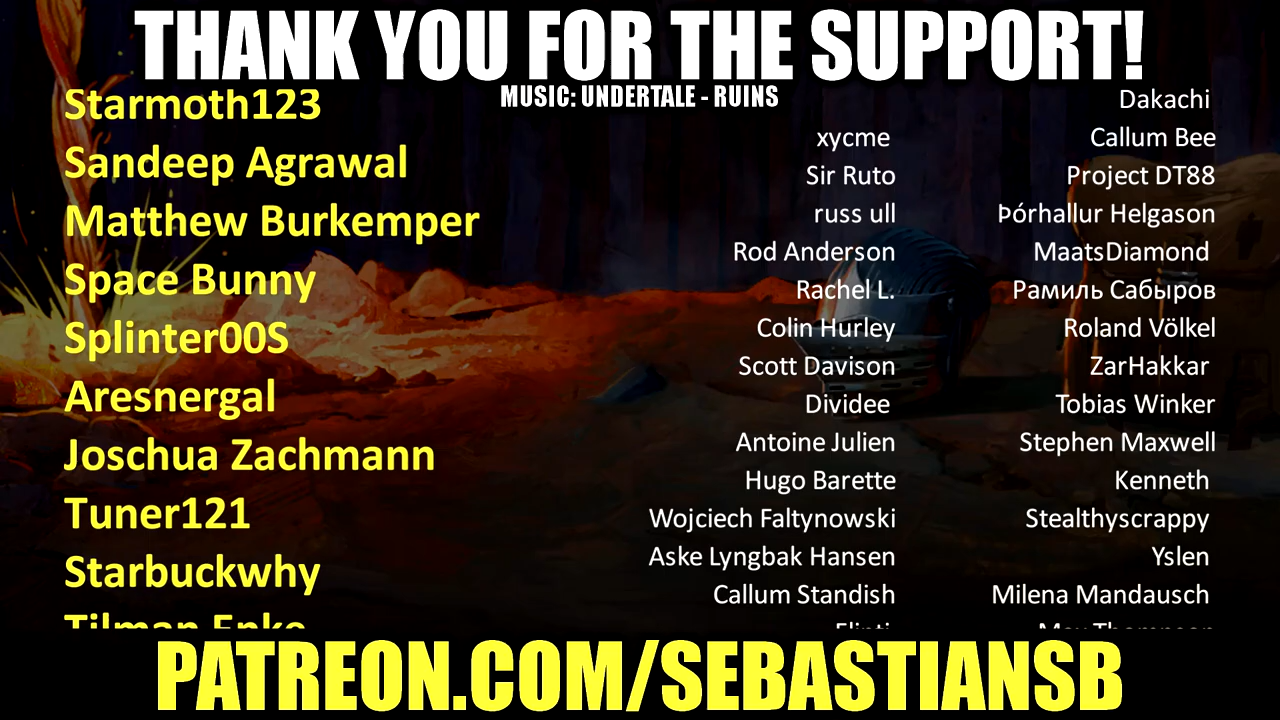 THANK YOU FOR THE SUPPORT!
MUSIC: UNDERTALE - RUINS
Starmoth123
Sandeep Agrawal
Matthew Burkemper
Space Bunny
Splinter00S
Aresnergal
Joschua Zachmann
Tuner121
Starbuckwhy
Tilman Enke
xycme
Sir Ruto
russ ull
Rod Anderson
Rachel L.
Colin Hurley
Scott Davison
Dividee
Antoine Julien
Hugo Barette
Wojciech Faltynowski
Aske Lyngbak Hansen
Callum Standish
Dakachi
Callum Bee
Project DT88
Þórhallur Helgason
MaatsDiamond
Рамиль Сабыров
Roland Völkel
ZarHakkar
Tobias Winker
Stephen Maxwell
Kenneth
Stealthyscrappy
Yslen
Milena Mandausch
PATREON.COM/SEBASTIANSB